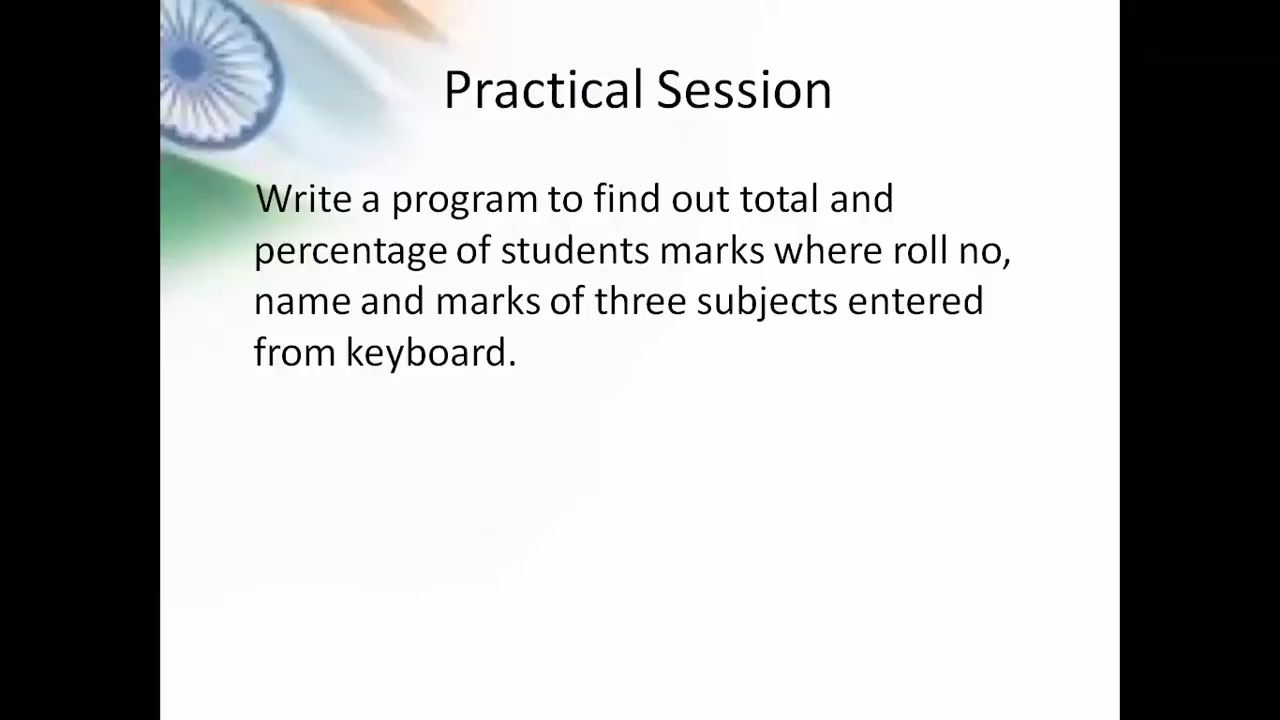 Practical Session
Write a program to find out total and
percentage of students marks where roll no,
name and marks of three subjects entered
from keyboard.